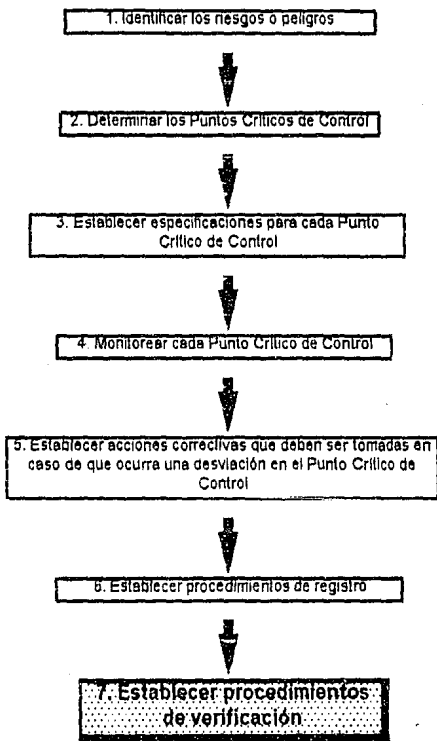 1. Identificar los riesgos o peligros
2. Determinar los Puntos Críticos de Control
3. Establecer especificaciones para cada Punto
Crítico de Control
4. Monitorear cada Punto Crítico de Control
5. Establecer acciones correctivas que deben ser tomadas en
caso de que ocurra una desviación en el Punto Crítico de
Control
6. Establecer procedimientos de registro
7. Establecer procedimientos
de verificación